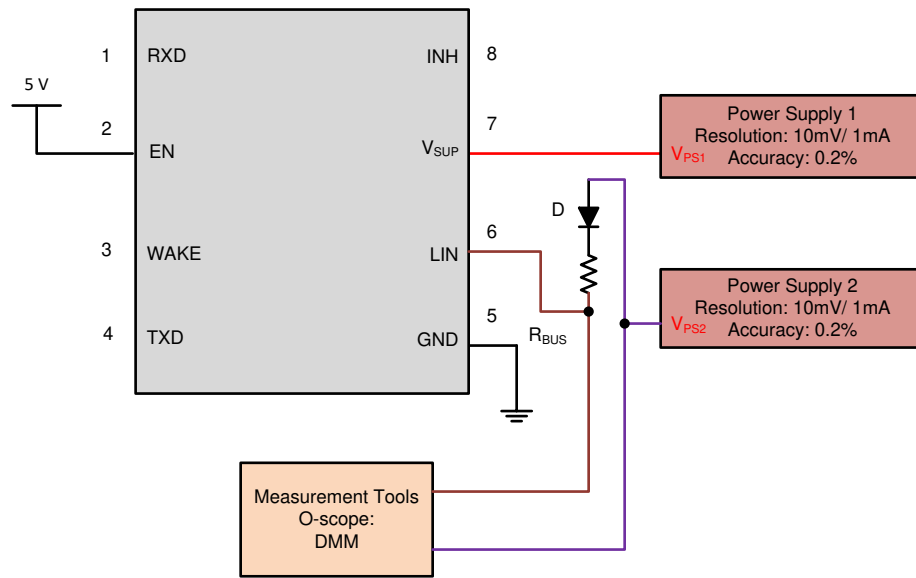 1
RXD
INH
8
5 V
2
EN
7
VSUP
Power Supply 1
Resolution: 10mV/ 1mA
VPS1
Accuracy: 0.2%
D
3
WAKE
6
LIN
4
TXD
5
GND
RBUS
Power Supply 2
Resolution: 10mV/ 1mA
VPS2
Accuracy: 0.2%
Measurement Tools
O-scope:
DMM